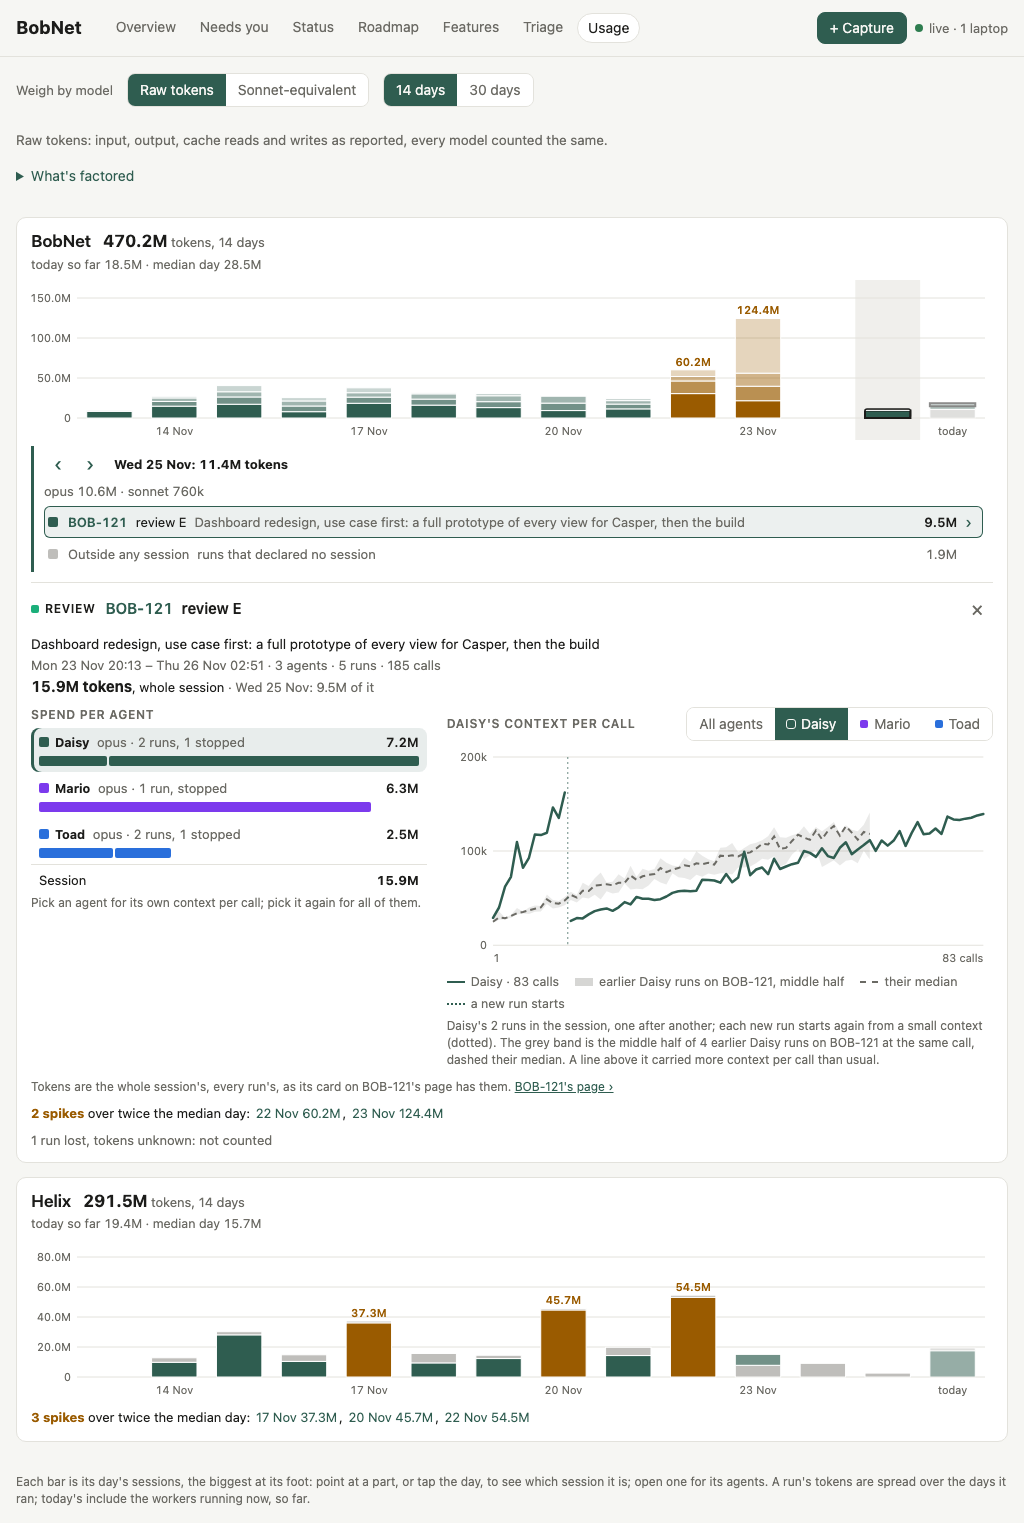 BobNet Overview Needs you Status Roadmap Features Triage Usage + Capture live · 1 laptop
Weigh by model Raw tokens Sonnet-equivalent 14 days 30 days
Raw tokens: input, output, cache reads and writes as reported, every model counted the same.
▶ What's factored
BobNet 470.2M tokens, 14 days
today so far 18.5M · median day 28.5M
150.0M
100.0M
50.0M
0
60.2M
124.4M
14 Nov 17 Nov 20 Nov 23 Nov today
‹ › Wed 25 Nov: 11.4M tokens
opus 10.6M · sonnet 760k
BOB-121 review E Dashboard redesign, use case first: a full prototype of every view for Casper, then the build 9.5M ›
Outside any session runs that declared no session 1.9M
REVIEW BOB-121 review E ×
Dashboard redesign, use case first: a full prototype of every view for Casper, then the build
Mon 23 Nov 20:13 – Thu 26 Nov 02:51 · 3 agents · 5 runs · 185 calls
15.9M tokens, whole session · Wed 25 Nov: 9.5M of it
SPEND PER AGENT
Daisy opus · 2 runs, 1 stopped 7.2M
Mario opus · 1 run, stopped 6.3M
Toad opus · 2 runs, 1 stopped 2.5M
Session 15.9M
Pick an agent for its own context per call; pick it again for all of them.
DAISY'S CONTEXT PER CALL All agents Daisy Mario Toad
200k
100k
0
1 83 calls
Daisy · 83 calls earlier Daisy runs on BOB-121, middle half their median
a new run starts
Daisy's 2 runs in the session, one after another; each new run starts again from a small context
(dotted). The grey band is the middle half of 4 earlier Daisy runs on BOB-121 at the same call,
dashed their median. A line above it carried more context per call than usual.
Tokens are the whole session's, every run's, as its card on BOB-121's page has them. BOB-121's page ›
2 spikes over twice the median day: 22 Nov 60.2M, 23 Nov 124.4M
1 run lost, tokens unknown: not counted
Helix 291.5M tokens, 14 days
today so far 19.4M · median day 15.7M
80.0M
60.0M
40.0M
20.0M
0
37.3M
45.7M
54.5M
14 Nov 17 Nov 20 Nov 23 Nov today
3 spikes over twice the median day: 17 Nov 37.3M, 20 Nov 45.7M, 22 Nov 54.5M
Each bar is its day's sessions, the biggest at its foot: point at a part, or tap the day, to see which session it is; open one for its agents. A run's tokens are spread over the days it
ran; today's include the workers running now, so far.